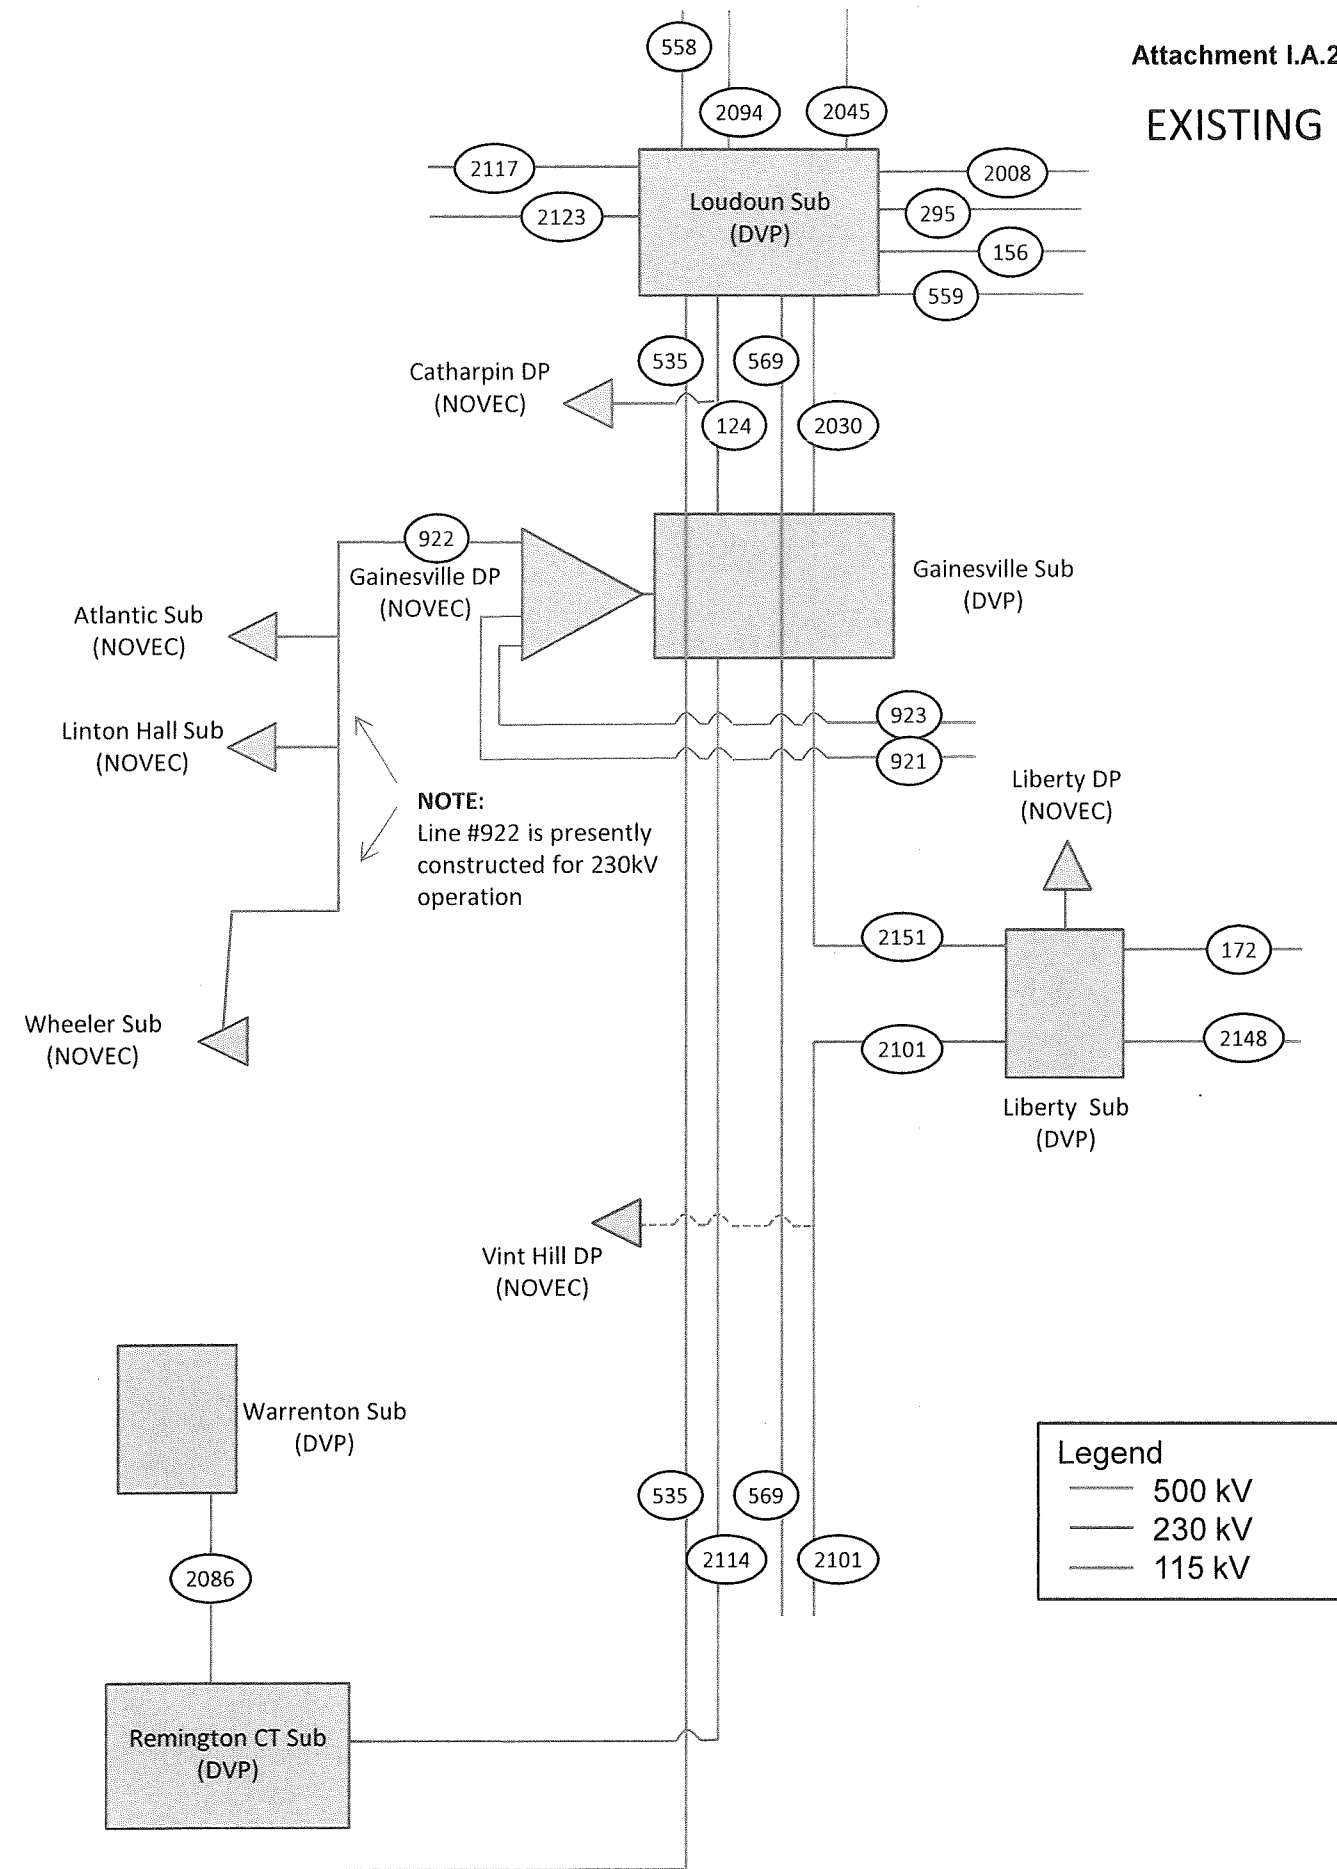 Attachment I.A.2
EXISTING
558
2094
2045
2117
2123
Loudoun Sub
(DVP)
2008
295
156
559
535
569
Catharpin DP
(NOVEC)
124
2030
922
Gainesville DP
(NOVEC)
Gainesville Sub
(DVP)
Atlantic Sub
(NOVEC)
Linton Hall Sub
(NOVEC)
923
921
NOTE:
Line #922 is presently
constructed for 230kV
operation
Liberty DP
(NOVEC)
2151
172
Wheeler Sub
(NOVEC)
2101
2148
Liberty Sub
(DVP)
Vint Hill DP
(NOVEC)
Warrenton Sub
(DVP)
535
569
2114
2101
Legend
500 kV
230 kV
115 kV
2086
Remington CT Sub
(DVP)